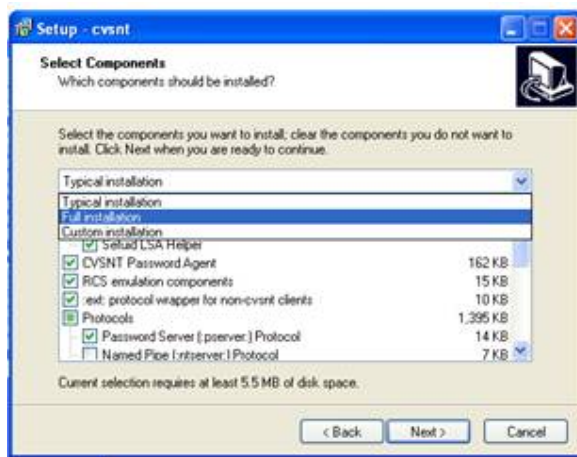 Setup - cvsnt
Select Components
Which components should be installed?
Select the components you want to install; clear the components you do not want to
install. Click Next when you are ready to continue.
Typical installation
Typical installation
Full installation
Custom installation
Setuid LSA Helper
CVSNT Password Agent 162 KB
RCS emulation components 15 KB
:ext: protocol wrapper for non-cvsnt clients 10 KB
Protocols 1,395 KB
Password Server (:pserver:) Protocol 14 KB
Named Pipe (:ntserver:) Protocol 7 KB
Current selection requires at least 5.5 MB of disk space.
< Back
Next >
Cancel